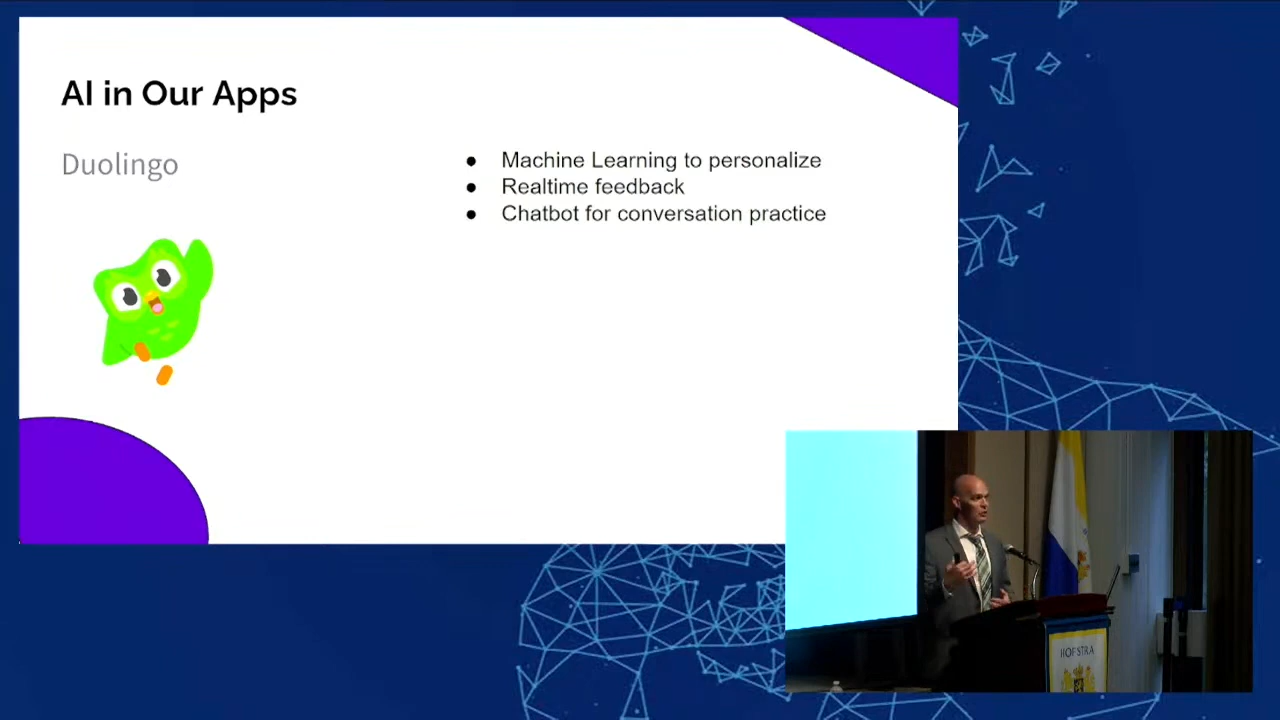 AI in Our Apps
Duolingo
● Machine Learning to personalize
● Realtime feedback
● Chatbot for conversation practice
HOFSTRA